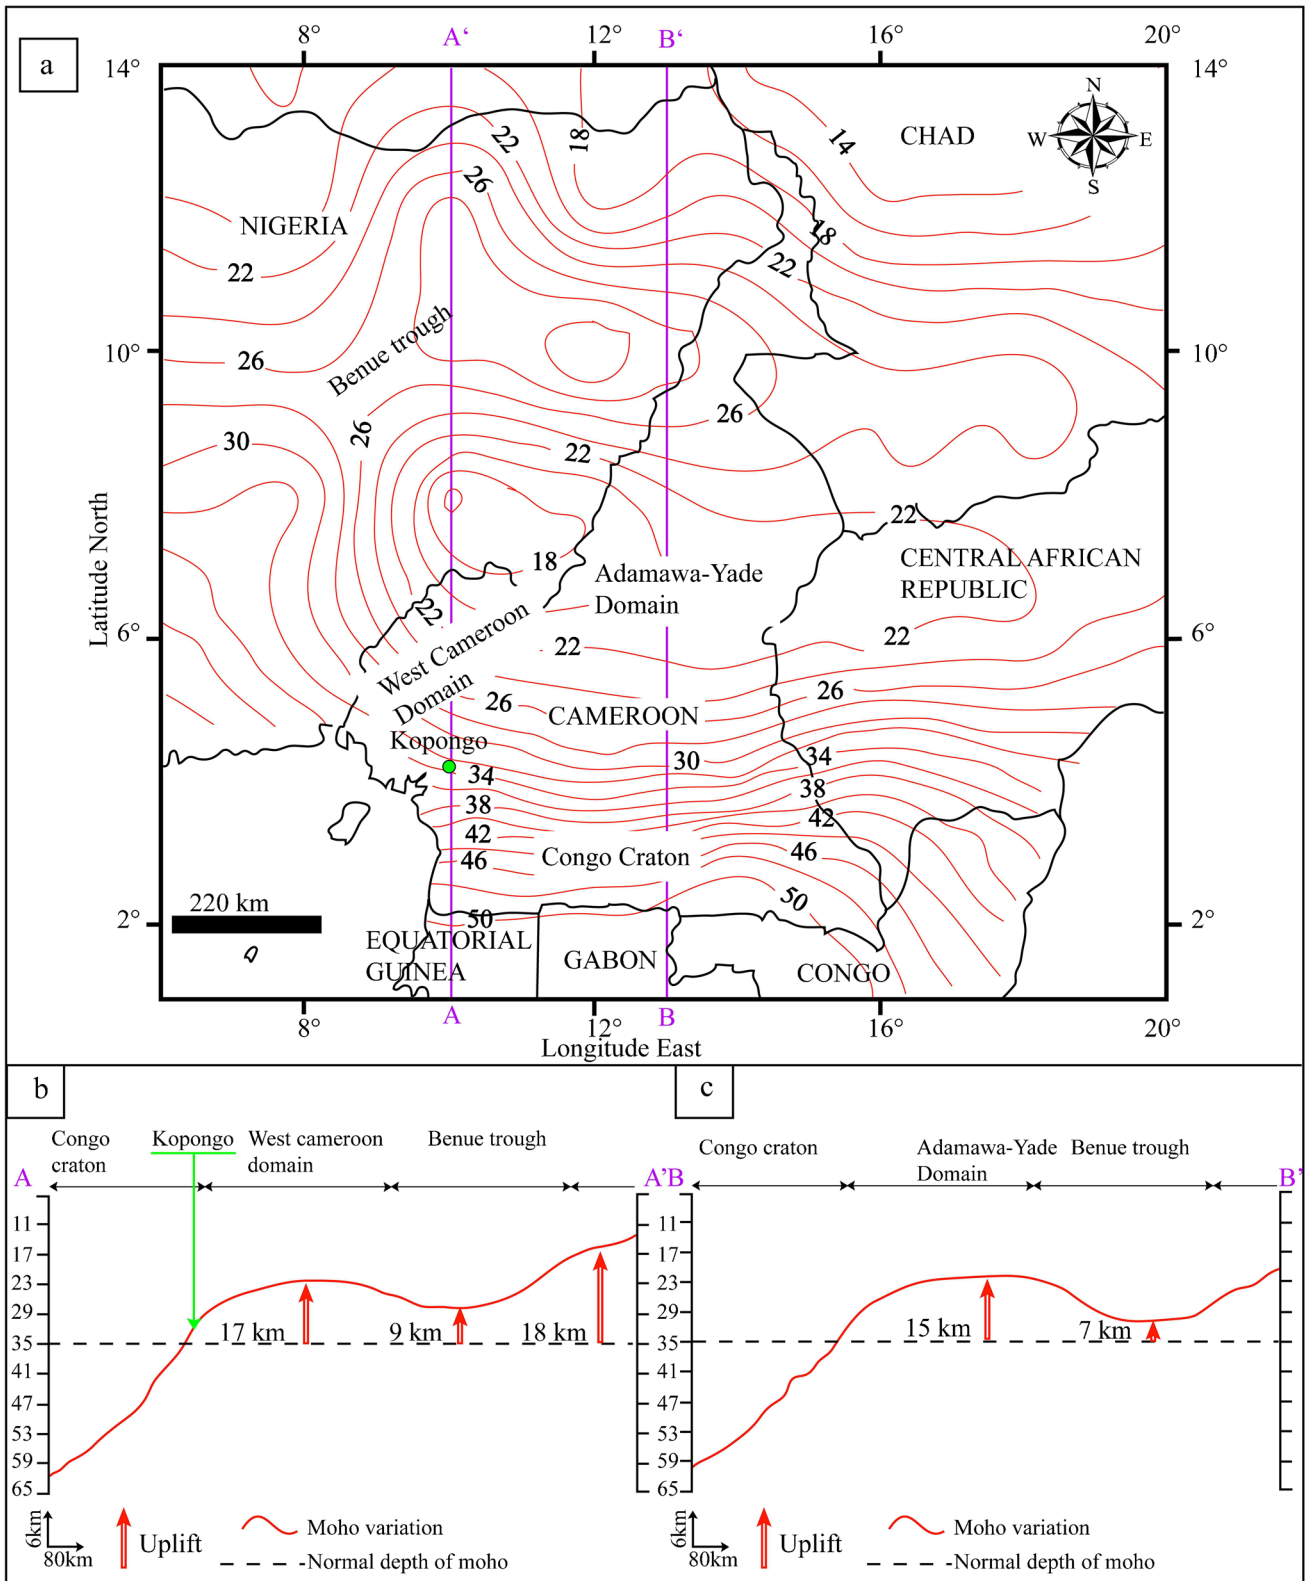 a
8°
A‘
12°
B‘
16°
20°
14°
14°
N
W
E
S
CHAD
14
18
22
26
NIGERIA
22
18
22
Benue trough
10°
10°
26
26
26
30
22
22
18
CENTRAL AFRICAN
REPUBLIC
Adamawa-Yade
Domain
22
West Cameroon
Domain
6°
6°
22
22
26
26
CAMEROON
Kopongo
30
34
34
38
38
42
42
46
46
Congo Craton
50
50
220 km
2°
2°
EQUATORIAL
GUINEA
GABON
CONGO
Latitude North
8°
A
12°
B
16°
20°
Longitude East
b
Congo
craton
Kopongo
West cameroon
domain
Benue trough
A
A’
11
17
23
29
35
41
47
53
59
65
17 km
9 km
18 km
6km
80km
Uplift
Moho variation
Normal depth of moho
c
Congo craton
Adamawa-Yade
Domain
Benue trough
B
B’
11
17
23
29
35
41
47
53
59
65
15 km
7 km
6km
80km
Uplift
Moho variation
Normal depth of moho